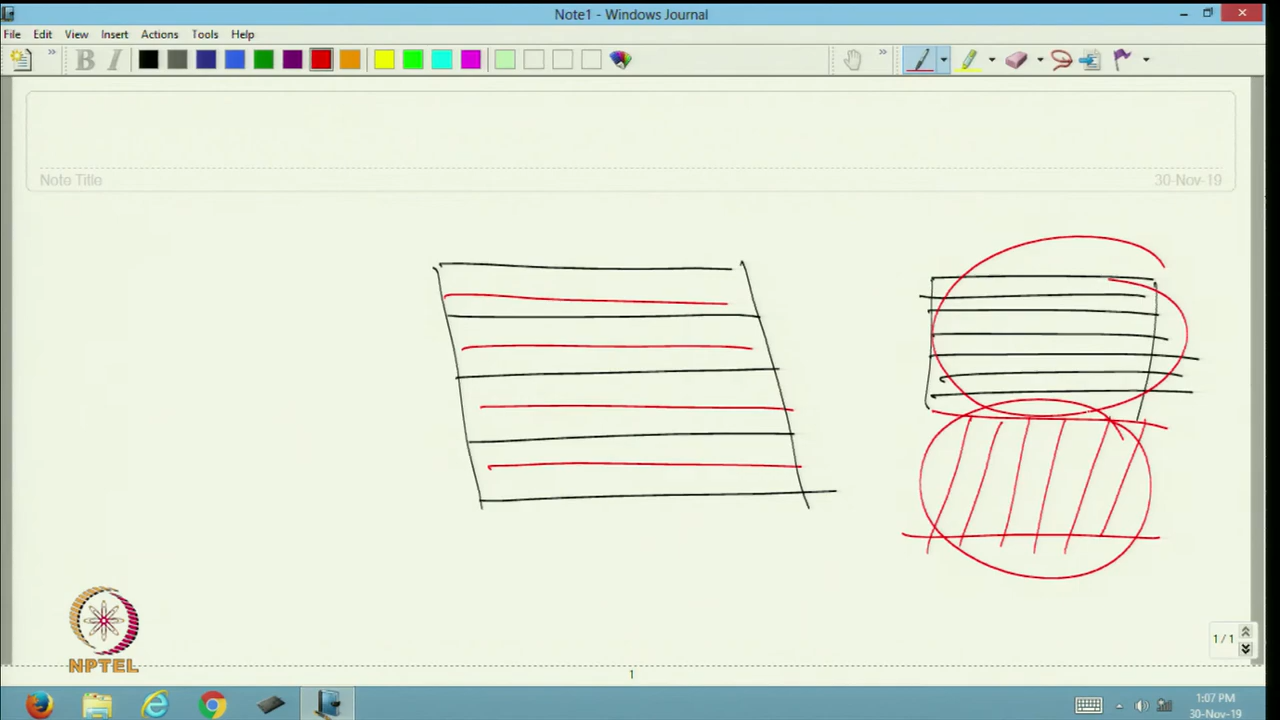 Note1 - Windows Journal
File Edit View Insert Actions Tools Help
B I
Note Title
30-Nov-19
NPTEL
1 / 1
1
1:07 PM
30-Nov-19